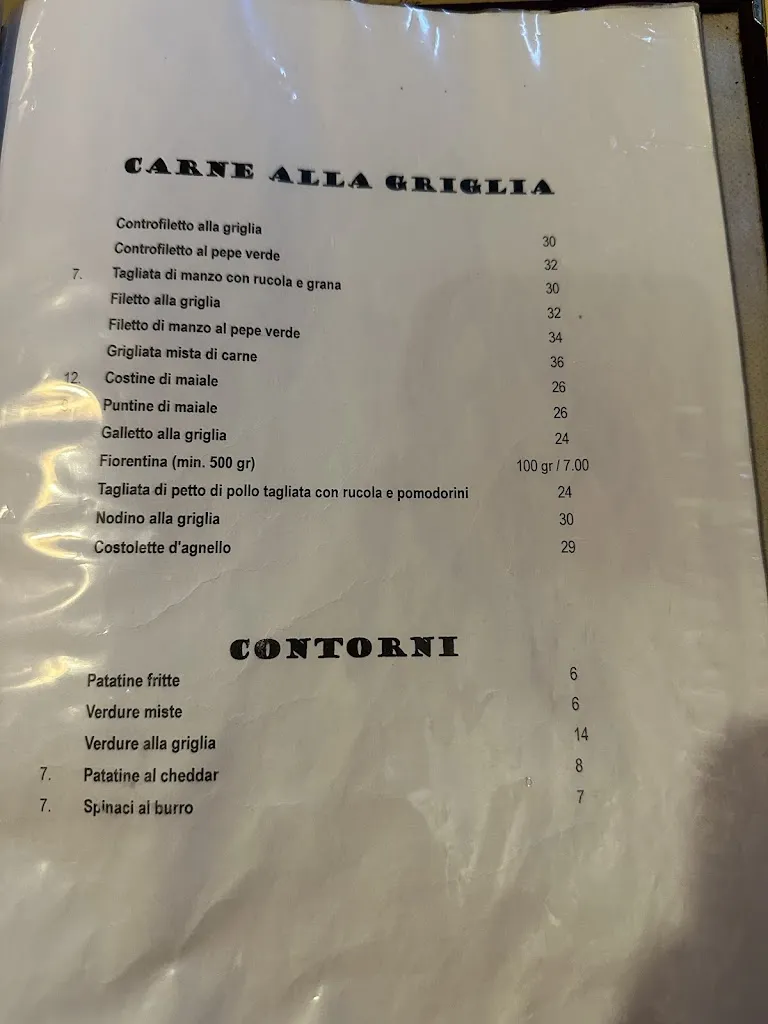 CARNE ALLA GRIGLIA
Controfiletto alla griglia 30
Controfiletto al pepe verde 32
7. Tagliata di manzo con rucola e grana 30
Filetto alla griglia 32
Filetto di manzo al pepe verde 34
Grigliata mista di carne 36
12. Costine di maiale 26
Puntine di maiale 26
Galletto alla griglia 24
Fiorentina (min. 500 gr) 100 gr / 7.00
Tagliata di petto di pollo tagliata con rucola e pomodorini 24
Nodino alla griglia 30
Costolette d'agnello 29
CONTORNI
Patatine fritte 6
Verdure miste 6
Verdure alla griglia 14
7. Patatine al cheddar 8
7. Spinaci al burro 7